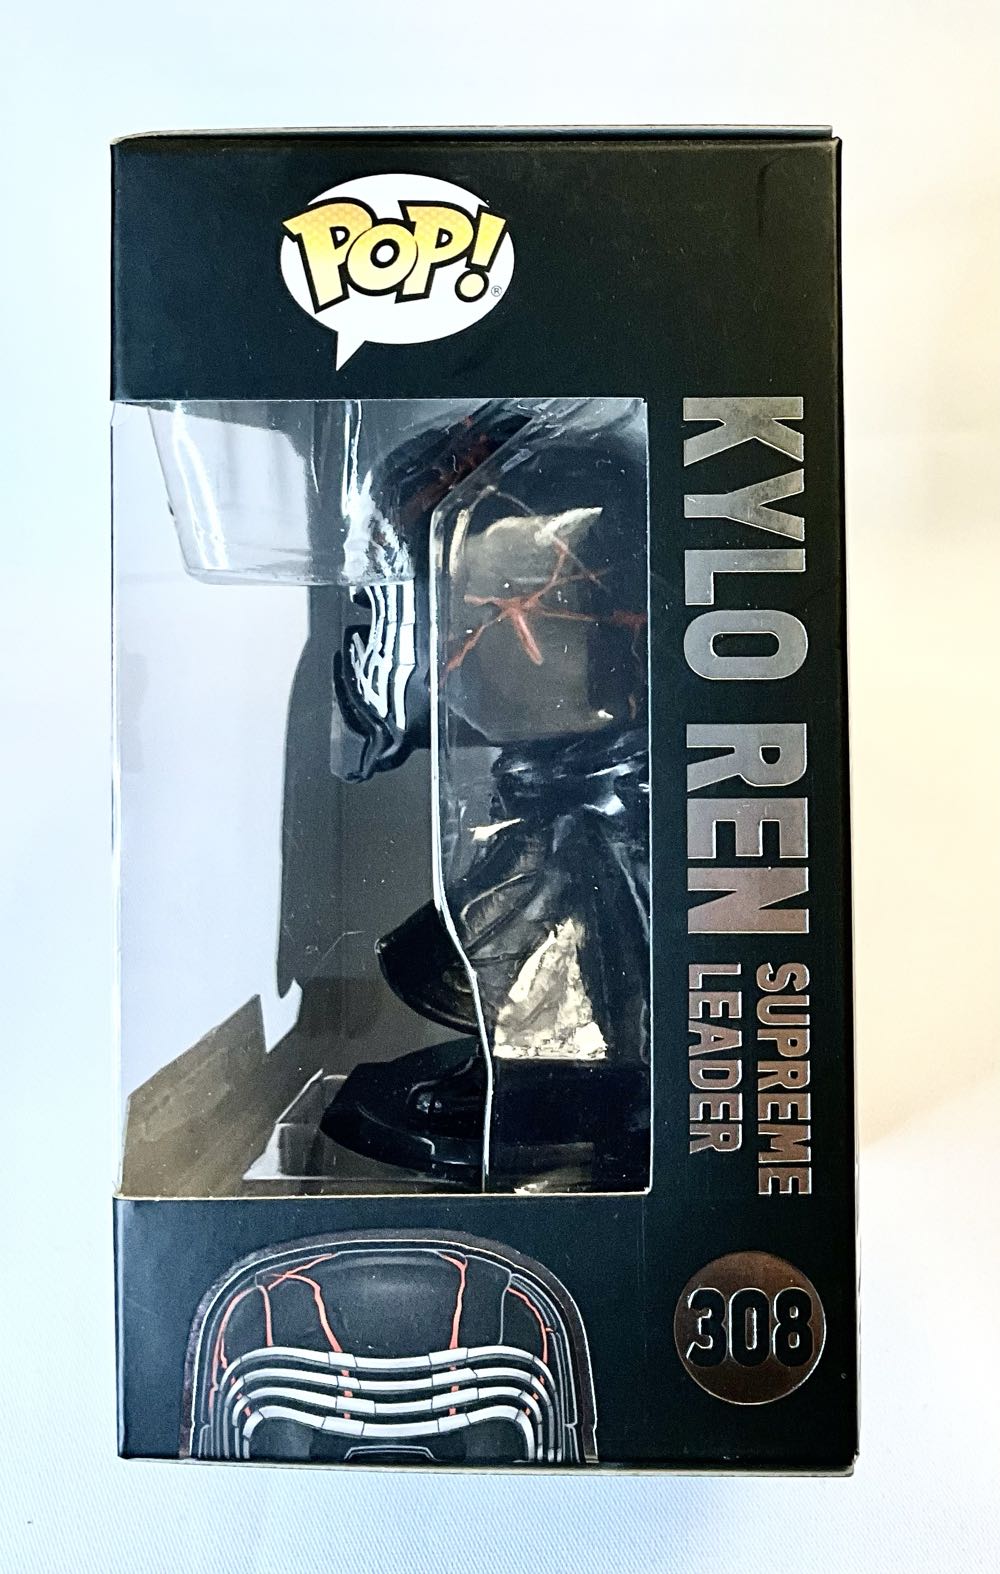 POP!
®
KYLO REN
SUPREME
LEADER
308